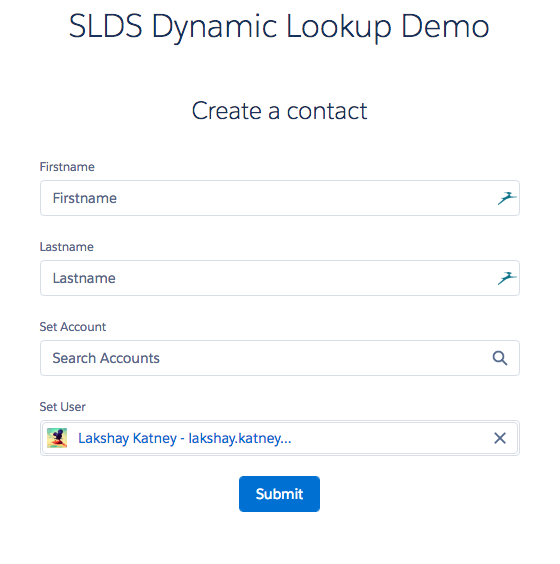 SLDS Dynamic Lookup Demo
Create a contact
Firstname
Firstname
Lastname
Lastname
Set Account
Search Accounts
Set User
Lakshay Katney - lakshay.katney...
Submit